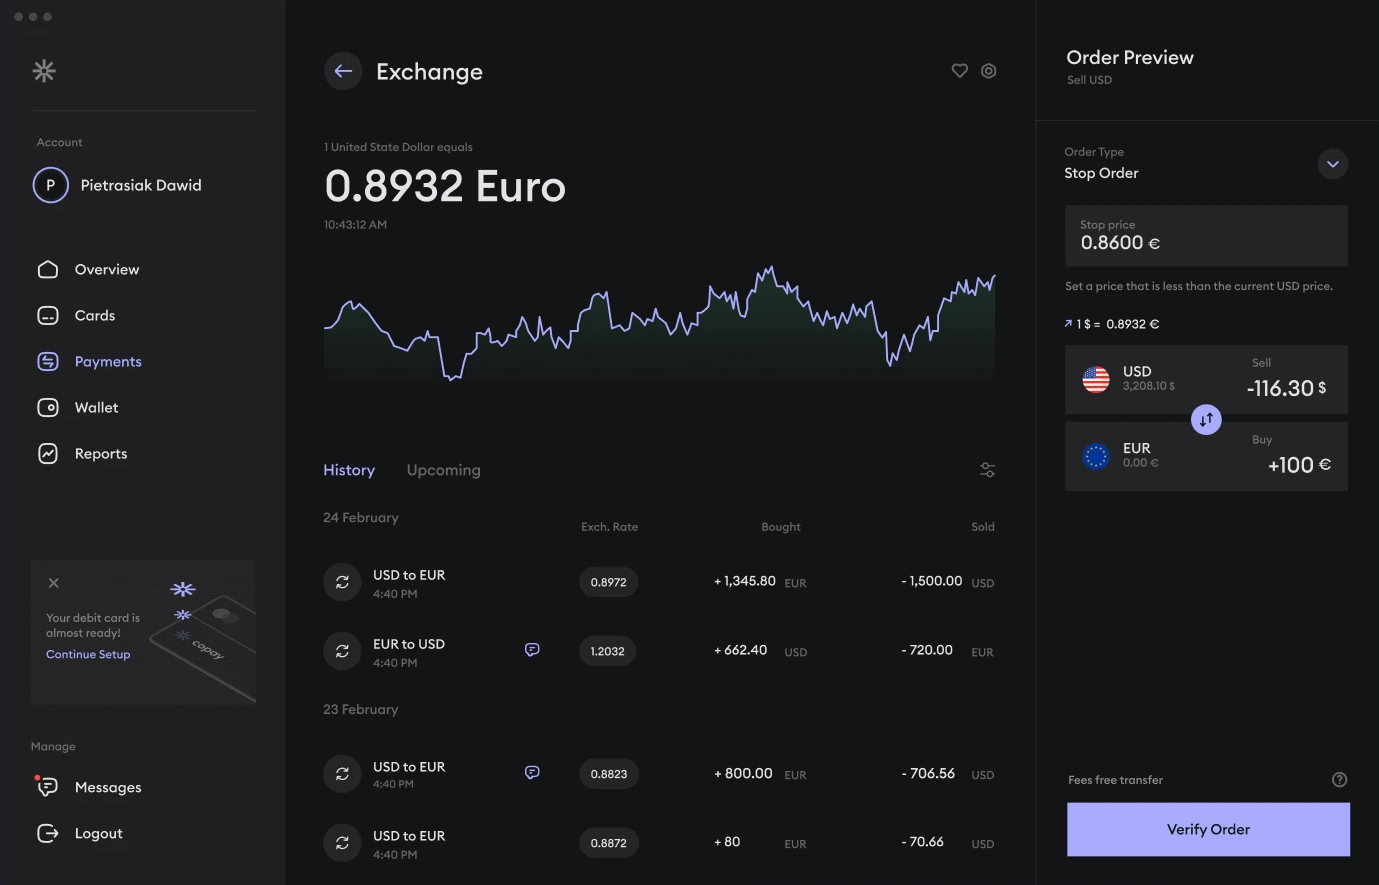 Account
P
Pietrasiak Dawid
Overview
Cards
Payments
Wallet
Reports
Your debit card is
almost ready!
Continue Setup
copay
Manage
Messages
Logout
Exchange
1 United State Dollar equals
0.8932 Euro
10:43:12 AM
History Upcoming
24 February
Exch. Rate Bought Sold
USD to EUR
4:40 PM
0.8972 + 1,345.80 EUR - 1,500.00 USD
EUR to USD
4:40 PM
1.2032 + 662.40 USD - 720.00 EUR
23 February
USD to EUR
4:40 PM
0.8823 + 800.00 EUR - 706.56 USD
USD to EUR
4:40 PM
0.8872 + 80 EUR - 70.66 USD
Order Preview
Sell USD
Order Type
Stop Order
Stop price
0.8600 €
Set a price that is less than the current USD price.
1 $ = 0.8932 €
USD
3,208.10 $
Sell
-116.30 $
EUR
0.00 €
Buy
+100 €
Fees free transfer
?
Verify Order